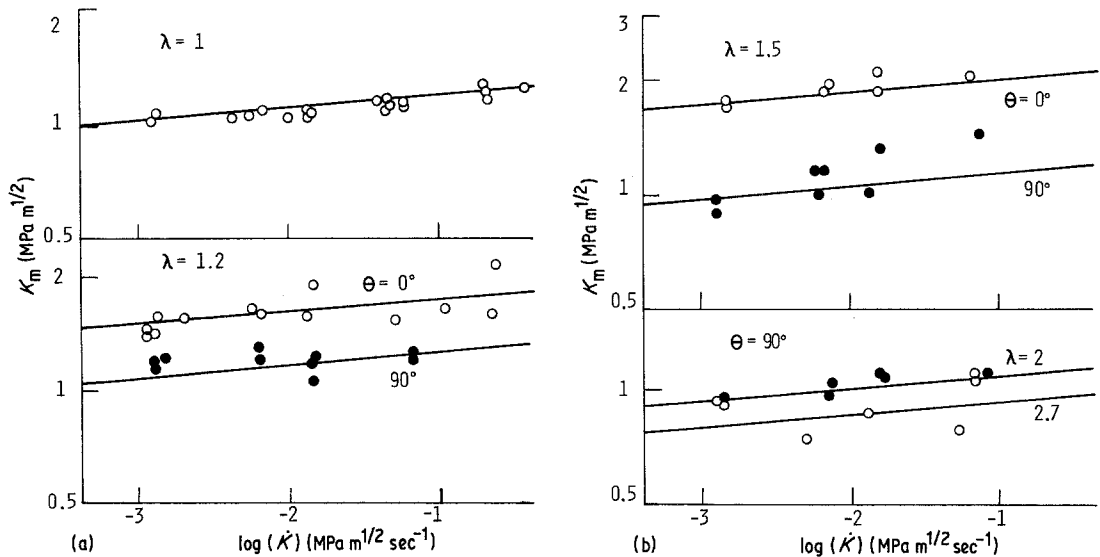 2
λ = 1
1
0.5
λ = 1.2
θ = 0°
2
90°
1
0.5
-3
-2
-1
K_m (MPa m^1/2)
(a)
log (K̇) (MPa m^1/2 sec^-1)
3
λ = 1.5
2
θ = 0°
1
90°
0.5
θ = 90°
λ = 2
1
2.7
0.5
-3
-2
-1
K_m (MPa m^1/2)
(b)
log (K̇) (MPa m^1/2 sec^-1)